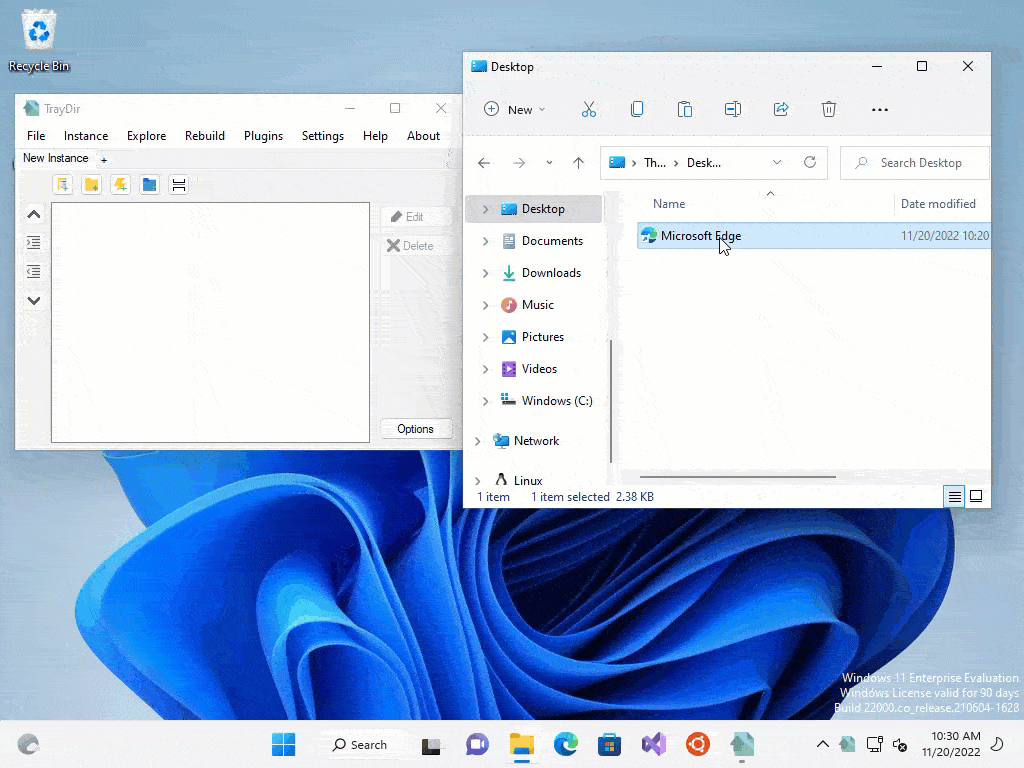 Recycle Bin
TrayDir
File Instance Explore Rebuild Plugins Settings Help About
New Instance +
Edit
Delete
Options
Desktop
New
Th... Desk...
Search Desktop
Name Date modified
Desktop
Documents
Downloads
Music
Pictures
Videos
Windows (C:)
Network
Linux
Microsoft Edge 11/20/2022 10:20
1 item 1 item selected 2.38 KB
Windows 11 Enterprise Evaluation
Windows License valid for 90 days
Build 22000.co_release.210604-1628
Search
10:30 AM
11/20/2022